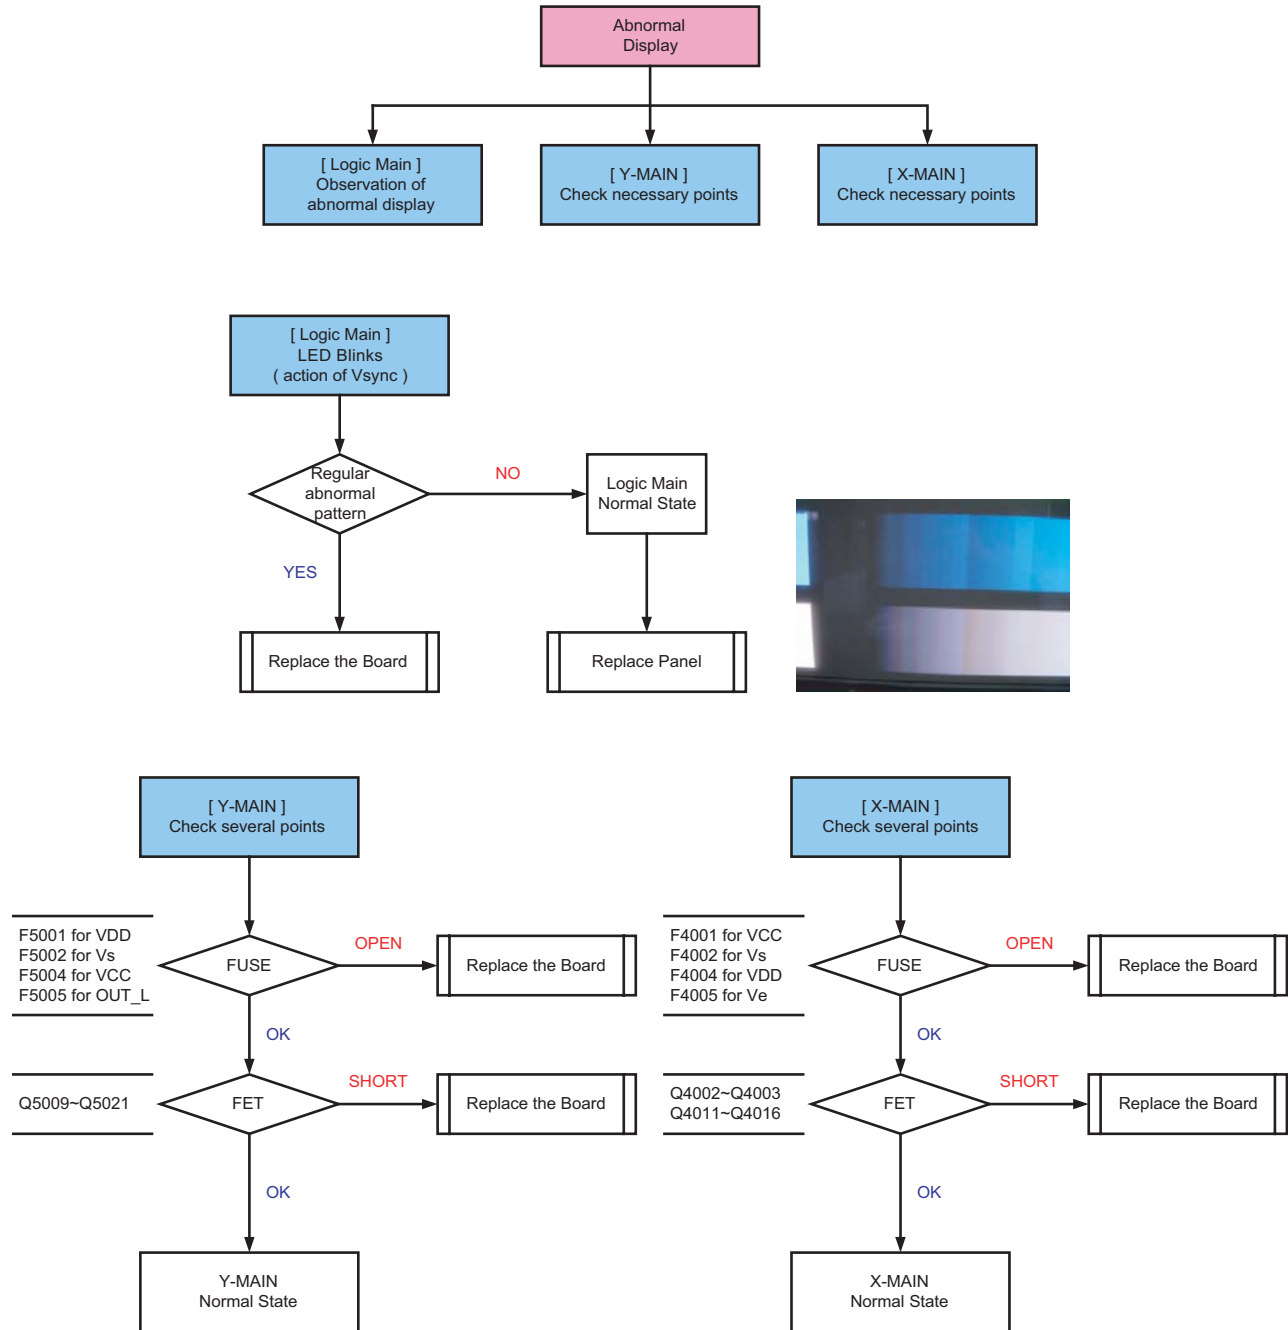 Abnormal
Display
[ Logic Main ]
Observation of
abnormal display
[ Y-MAIN ]
Check necessary points
[ X-MAIN ]
Check necessary points
[ Logic Main ]
LED Blinks
( action of Vsync )
Regular
abnormal
pattern
NO
Logic Main
Normal State
YES
Replace the Board
Replace Panel
[ Y-MAIN ]
Check several points
F5001 for VDD
F5002 for Vs
F5004 for VCC
F5005 for OUT_L
FUSE
OPEN
Replace the Board
OK
Q5009~Q5021
FET
SHORT
Replace the Board
OK
Y-MAIN
Normal State
[ X-MAIN ]
Check several points
F4001 for VCC
F4002 for Vs
F4004 for VDD
F4005 for Ve
FUSE
OPEN
Replace the Board
OK
Q4002~Q4003
Q4011~Q4016
FET
SHORT
Replace the Board
OK
X-MAIN
Normal State